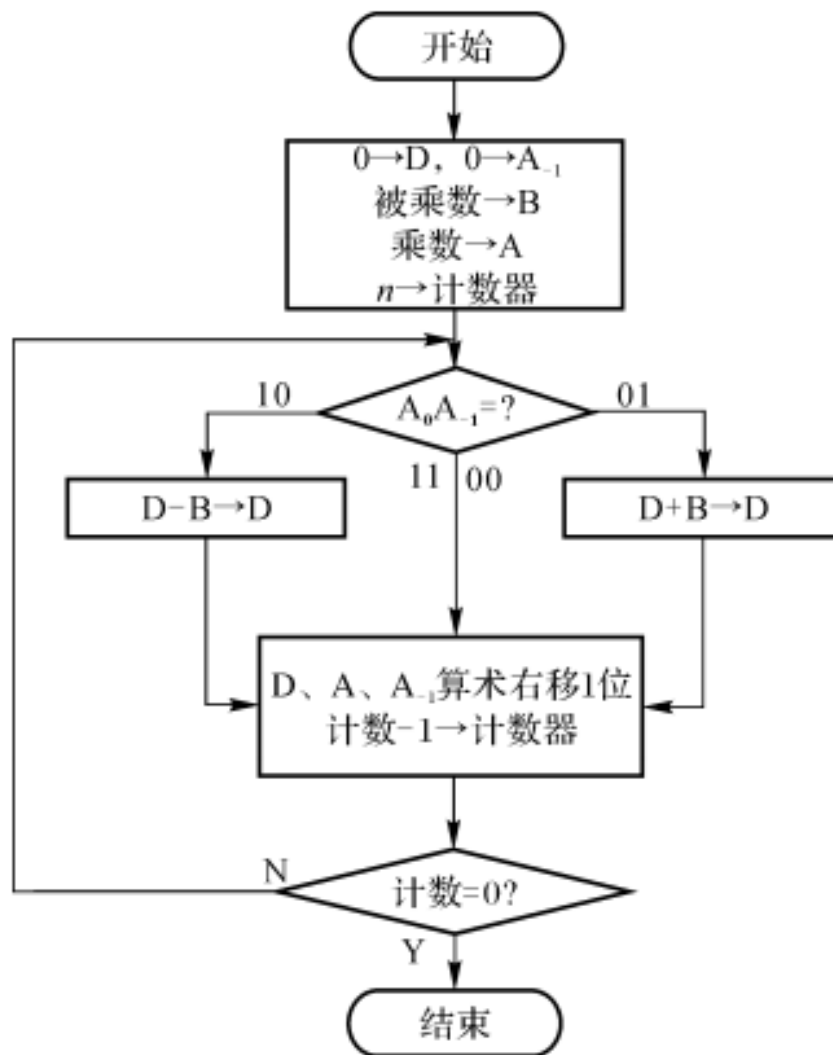 开始
0→D，0→A₋₁
被乘数→B
乘数→A
n→计数器
A₀A₋₁=?
10
01
11
00
D-B→D
D+B→D
D、A、A₋₁算术右移1位
计数-1→计数器
计数=0?
N
Y
结束